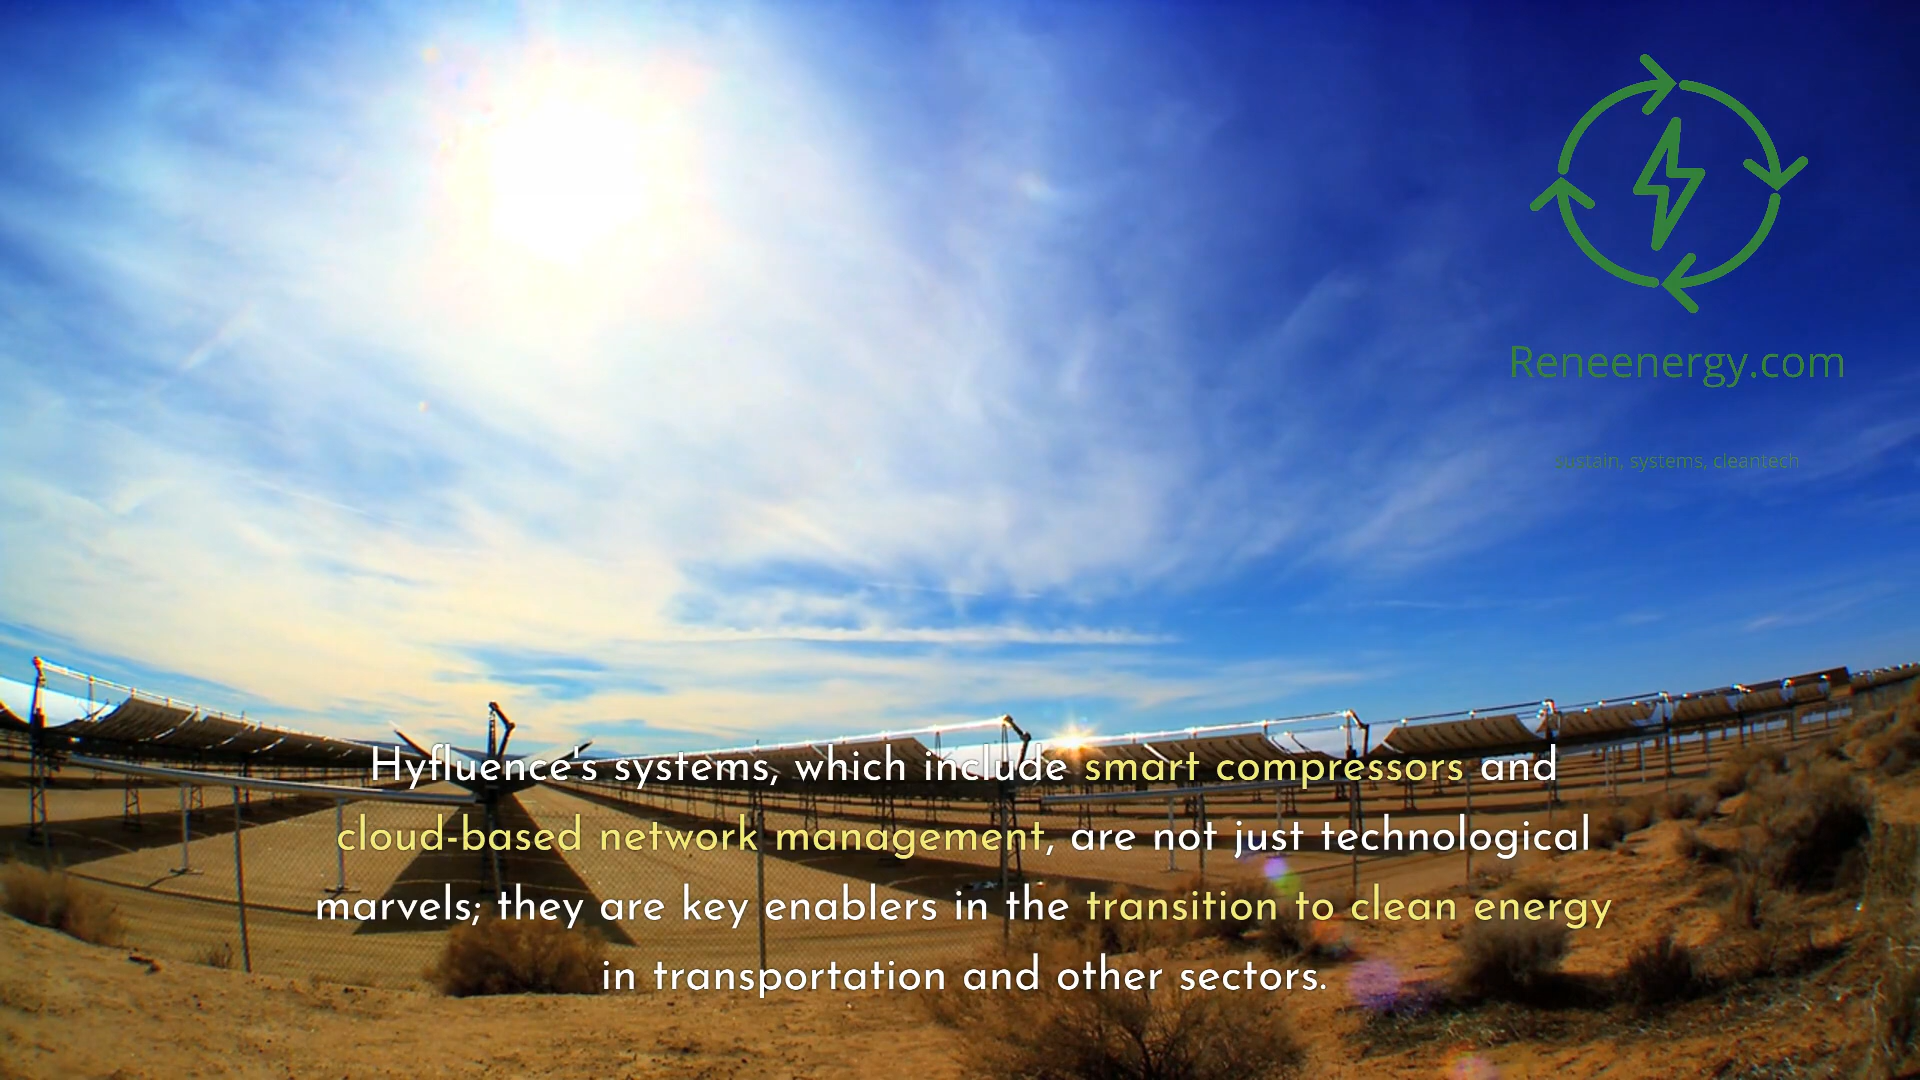 Reneenergy.com
sustain, systems, cleantech
Hyfluence's systems, which include smart compressors and
cloud-based network management, are not just technological
marvels; they are key enablers in the transition to clean energy
in transportation and other sectors.